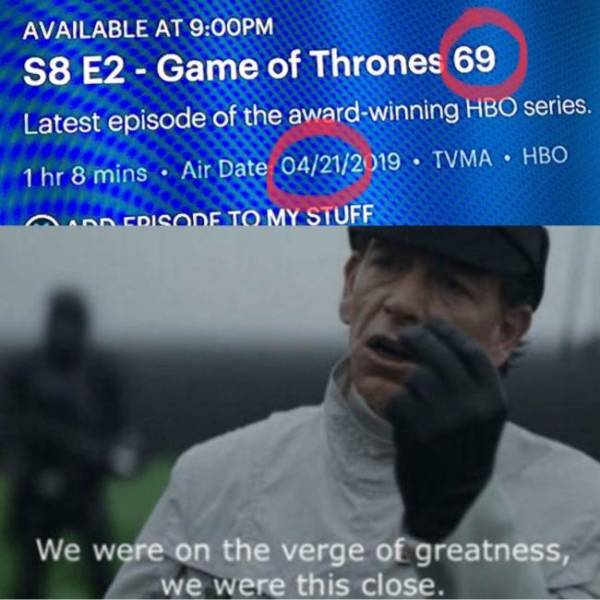 AVAILABLE AT 9:00PM
S8 E2 - Game of Thrones 69
Latest episode of the award-winning HBO series.
1 hr 8 mins • Air Date: 04/21/2019 • TVMA • HBO
ADD EPISODE TO MY STUFF
We were on the verge of greatness,
we were this close.